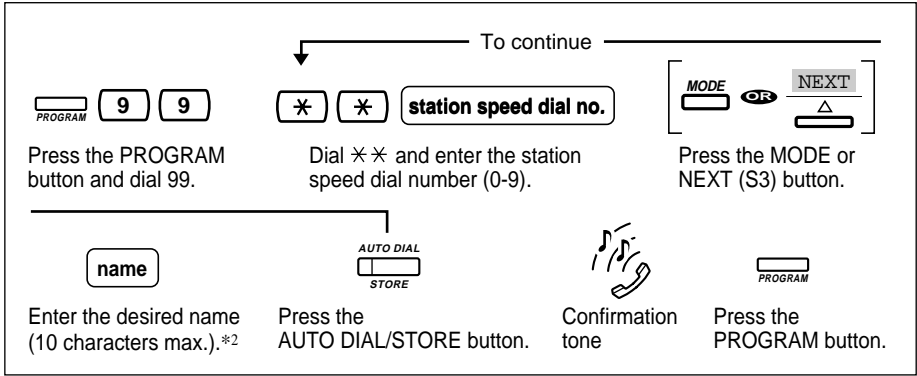 To continue
PROGRAM 9 9
✳ ✳ station speed dial no.
MODE OR NEXT
Press the PROGRAM
button and dial 99.
Dial ✳✳ and enter the station
speed dial number (0-9).
Press the MODE or
NEXT (S3) button.
name
AUTO DIAL
STORE
PROGRAM
Enter the desired name
(10 characters max.).*2
Press the
AUTO DIAL/STORE button.
Confirmation
tone
Press the
PROGRAM button.